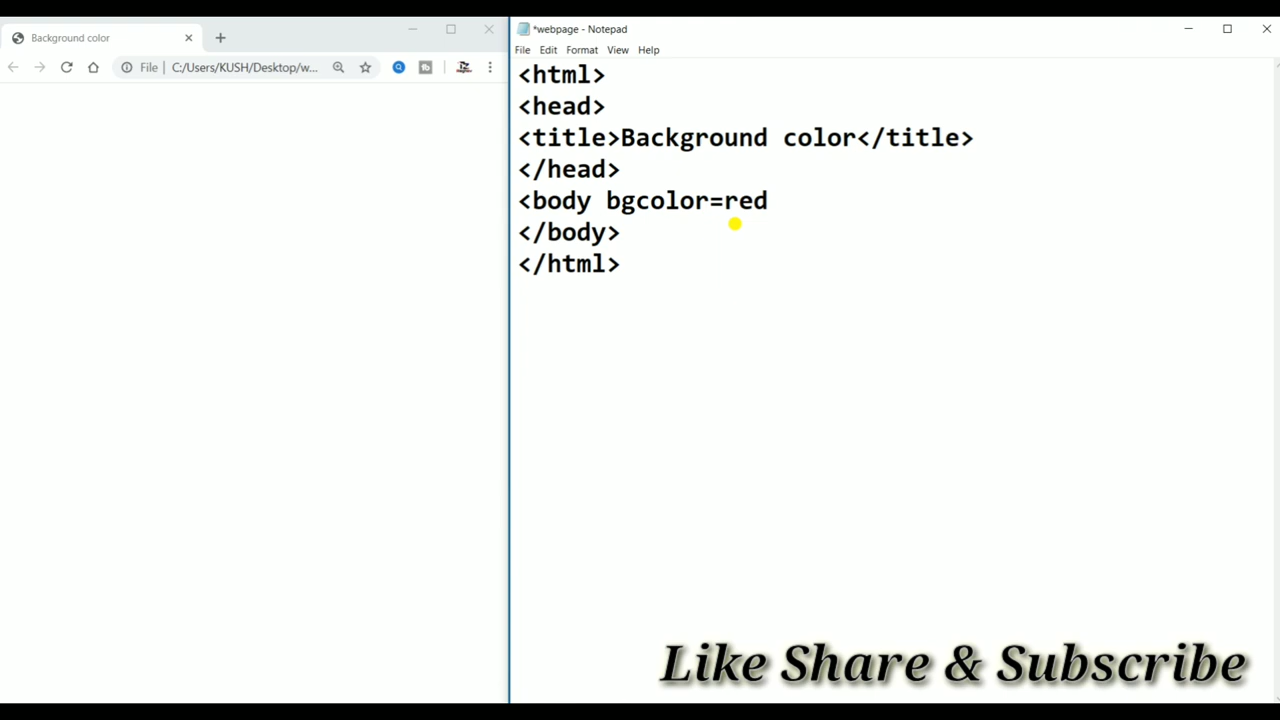 Background color
File
C:/Users/KUSH/Desktop/w...
*webpage - Notepad
File Edit Format View Help
<html>
<head>
<title>Background color</title>
</head>
<body bgcolor=red
</body>
</html>
Like Share & Subscribe